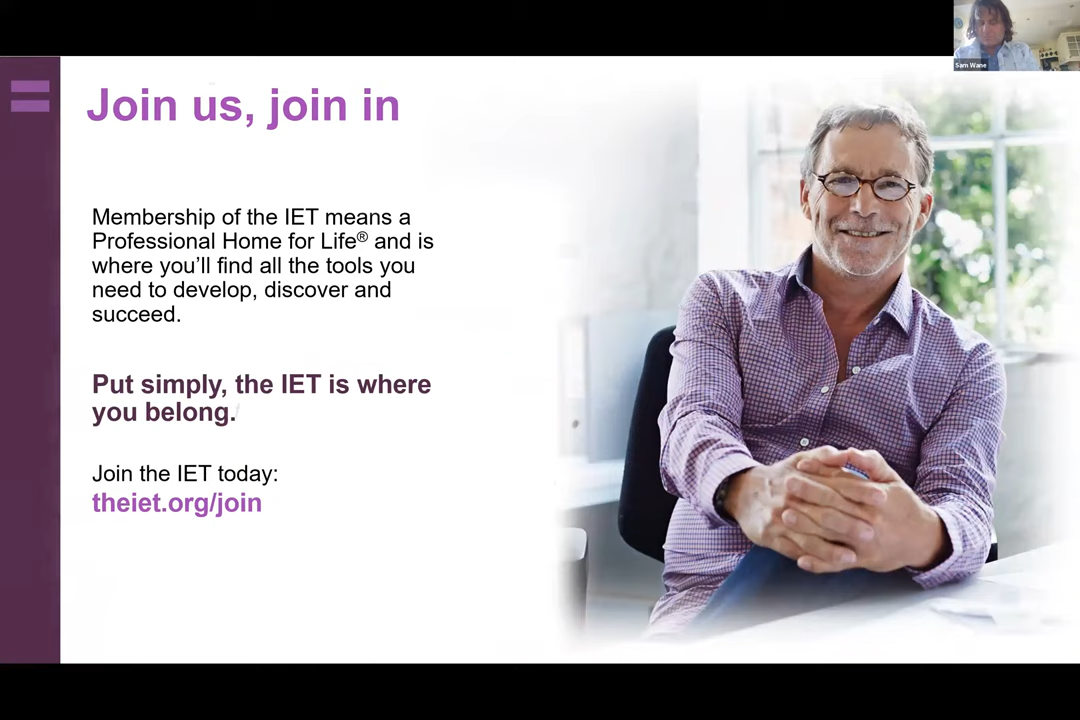 Sam Wane
Join us, join in
Membership of the IET means a
Professional Home for Life® and is
where you’ll find all the tools you
need to develop, discover and
succeed.
Put simply, the IET is where
you belong.
Join the IET today:
theiet.org/join